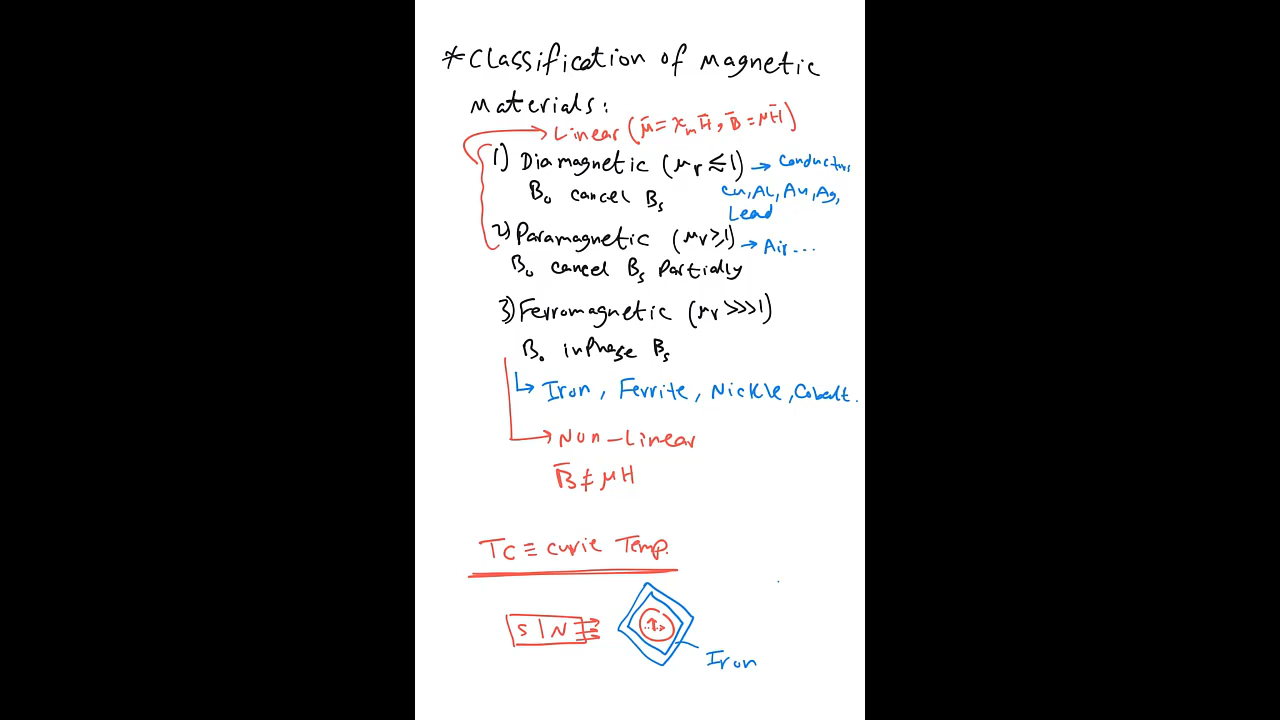 *Classification of Magnetic
Materials:
Linear (M̄ = χₘH̄, B̄ = μH̄)
1) Diamagnetic (μr ⪅ 1) → Conductors
B₀ cancel Bₛ
Cu, Al, Au, Ag,
Lead
2) Paramagnetic (μr ≥ 1) → Air...
B₀ cancel Bₛ Partially
3) Ferromagnetic (μr >>> 1)
B₀ inphase Bₛ
↳ Iron, Ferrite, Nickle, Cobalt.
→ Non-Linear
B̄ ≠ μH
Tc ≡ curie Temp.
S | N
Iron